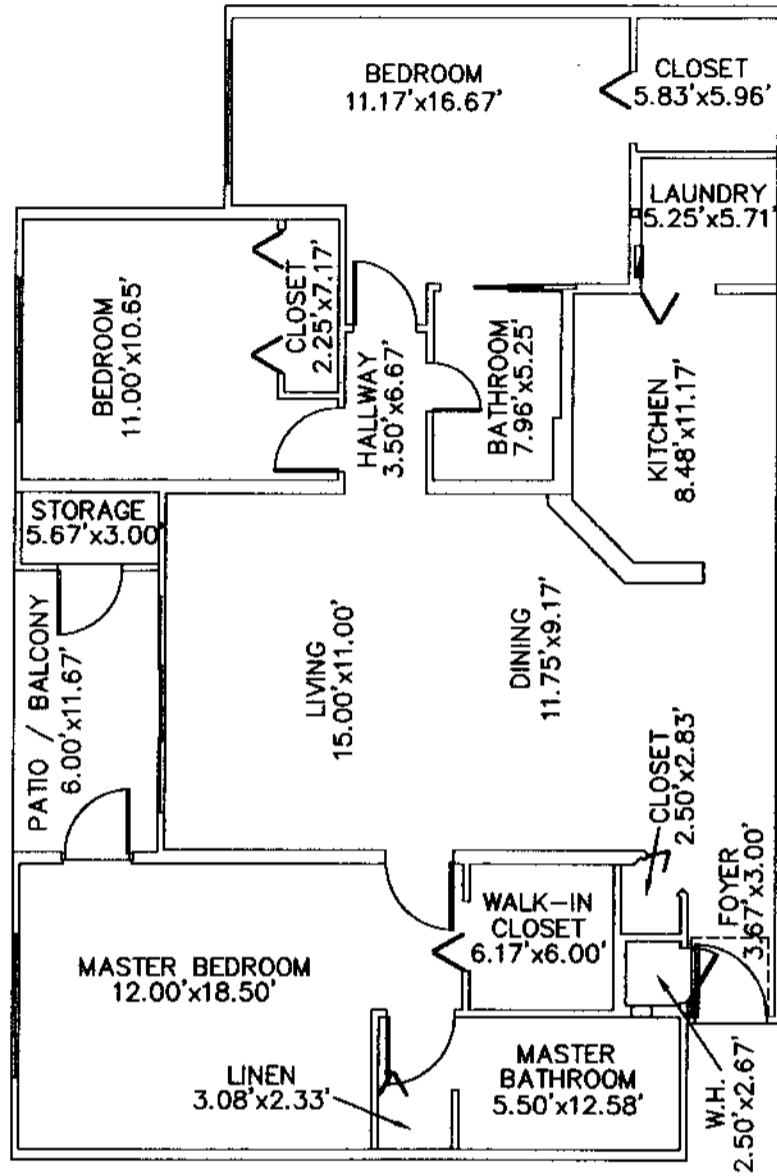 BEDROOM
11.17'x16.67'
CLOSET
5.83'x5.96'
LAUNDRY
5.25'x5.71'
BEDROOM
11.00'x10.65'
CLOSET
2.25'x7.17'
HALLWAY
3.50'x6.67'
BATHROOM
7.96'x5.25'
KITCHEN
8.48'x11.17'
STORAGE
5.67'x3.00'
PATIO / BALCONY
6.00'x11.67'
LIVING
15.00'x11.00'
DINING
11.75'x9.17'
CLOSET
2.50'x2.83'
FOYER
3.67'x3.00'
WALK-IN
CLOSET
6.17'x6.00'
MASTER BEDROOM
12.00'x18.50'
LINEN
3.08'x2.33'
MASTER
BATHROOM
5.50'x12.58'
W.H.
2.50'x2.67'